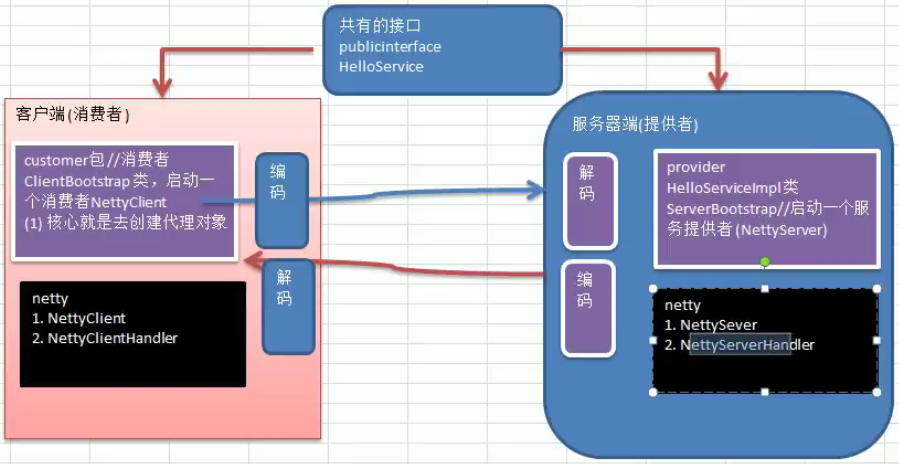 共有的接口
publicinterface
HelloService
客户端(消费者)
customer包//消费者
ClientBootstrap类，启动一
个消费者NettyClient
(1) 核心就是去创建代理对象
编
码
解
码
netty
1. NettyClient
2. NettyClientHandler
服务器端(提供者)
解
码
编
码
provider
HelloServiceImpl类
ServerBootstrap//启动一个服
务提供者(NettyServer)
netty
1. NettySever
2. NettyServerHandler